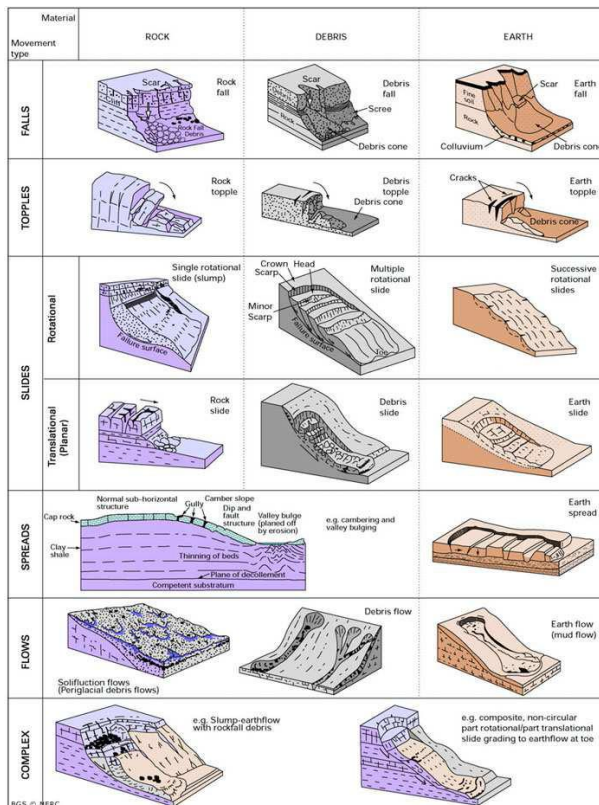 Material
Movement
type
ROCK
DEBRIS
EARTH
FALLS
Scar
Rock
fall
Cliff
Rock Fall
Debris
Scar
Debris
fall
Debris
Scree
Rock
Debris cone
Scar
Earth
fall
Fine
soil
Rock
Colluvium
Debris cone
TOPPLES
Rock
topple
Debris
topple
Debris cone
Cracks
Earth
topple
Debris cone
SLIDES
Rotational
Single rotational
slide (slump)
Failure surface
Crown
Head
Scarp
Multiple
rotational
slide
Minor
Scarp
Failure surface
Toe
Successive
rotational
slides
Translational
(Planar)
Rock
slide
Debris
slide
Earth
slide
SPREADS
Normal sub-horizontal
structure
Camber slope
Gully
Dip and
fault
structure
Valley bulge
(planed off
by erosion)
Cap rock
Clay
shale
Thinning of beds
Plane of decollement
Competent substratum
e.g. cambering and
valley bulging
Earth
spread
FLOWS
Solifluction flows
(Periglacial debris flows)
Debris flow
Earth flow
(mud flow)
COMPLEX
e.g. Slump-earthflow
with rockfall debris
e.g. composite, non-circular
part rotational/part translational
slide grading to earthflow at toe
BGS © NERC